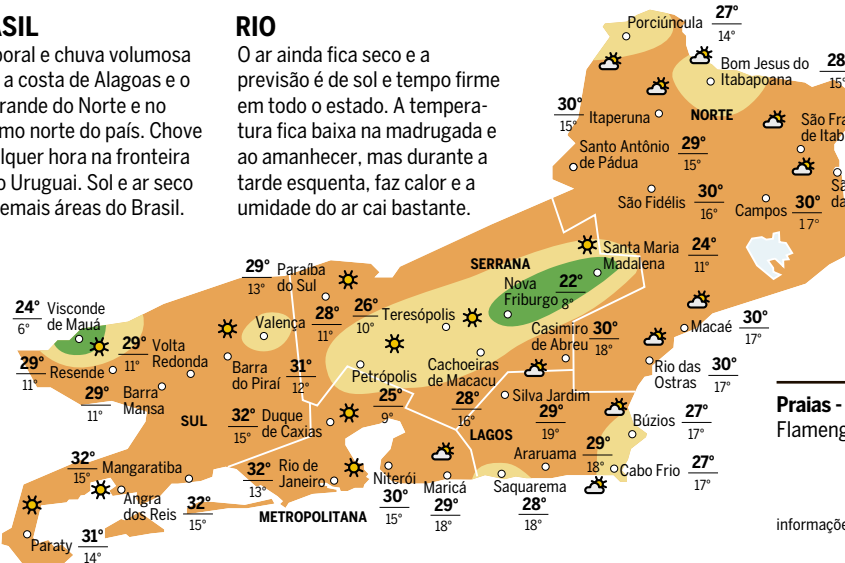 poral e chuva volumosa
a costa de Alagoas e o
rande do Norte e no
mo norte do país. Chove
lquer hora na fronteira
o Uruguai. Sol e ar seco
emais áreas do Brasil.
RIO
O ar ainda fica seco e a
previsão é de sol e tempo firme
em todo o estado. A tempera-
tura fica baixa na madrugada e
ao amanhecer, mas durante a
tarde esquenta, faz calor e a
umidade do ar cai bastante.
Porciúncula
27°
14°
Bom Jesus do
Itabapoana
28
15°
30°
15°
Itaperuna
NORTE
São Fra
de Itab
Santo Antônio
de Pádua
29°
15°
São Fidélis
30°
16°
Campos
30°
17°
Sã
da
SERRANA
Santa Maria
Madalena
24°
11°
Nova
Friburgo
22°
8°
29°
13°
Paraíba
do Sul
24°
6°
Visconde
de Mauá
Valença
28°
11°
26°
10°
Teresópolis
Casimiro
de Abreu
30°
18°
Macaé
30°
17°
29°
11°
Volta
Redonda
29°
11°
Resende
Barra
do Piraí
31°
12°
Petrópolis
25°
9°
Cachoeiras
de Macacu
28°
16°
Rio das
Ostras
30°
17°
29°
11°
Barra
Mansa
SUL
32°
15°
Duque
de Caxias
Silva Jardim
29°
19°
LAGOS
Búzios
27°
17°
Araruama
29°
18°
Cabo Frio
27°
17°
32°
15°
Mangaratiba
32°
13°
Rio de
Janeiro
Niterói
30°
15°
Maricá
29°
18°
Saquarema
28°
18°
Angra
dos Reis
32°
15°
METROPOLITANA
Paraty
31°
14°
Praias -
Flameng
informaçõe